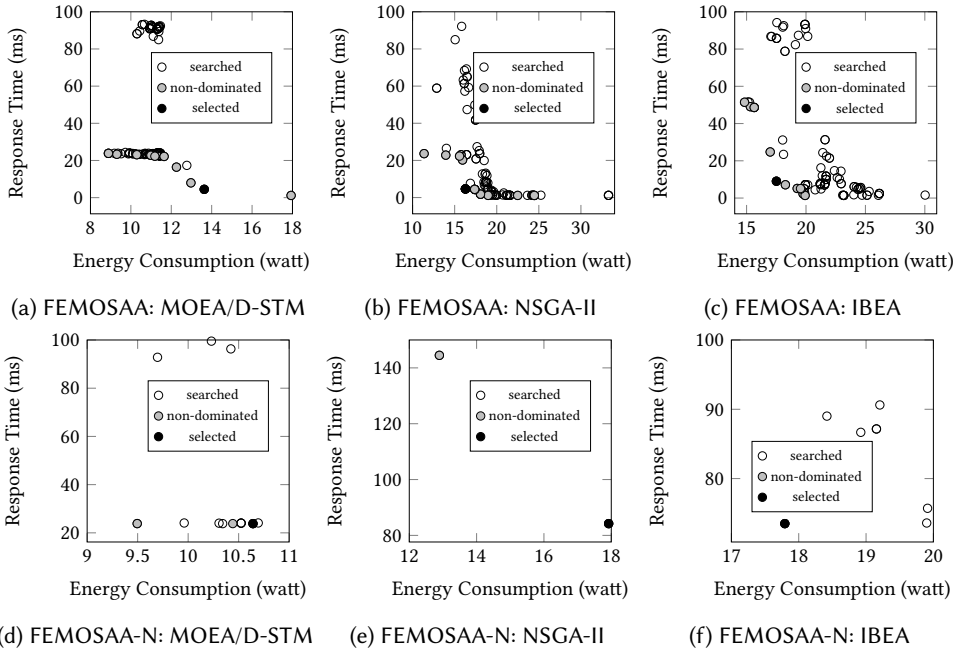 100
80
60
40
20
0
Response Time (ms)
searched
non-dominated
selected
8 10 12 14 16 18
Energy Consumption (watt)
(a) FEMOSAA: MOEA/D-STM
100
80
60
40
20
0
Response Time (ms)
searched
non-dominated
selected
10 15 20 25 30
Energy Consumption (watt)
(b) FEMOSAA: NSGA-II
100
80
60
40
20
0
Response Time (ms)
searched
non-dominated
selected
15 20 25 30
Energy Consumption (watt)
(c) FEMOSAA: IBEA
100
80
60
40
20
Response Time (ms)
searched
non-dominated
selected
9 9.5 10 10.5 11
Energy Consumption (watt)
(d) FEMOSAA-N: MOEA/D-STM
140
120
100
80
Response Time (ms)
searched
non-dominated
selected
12 14 16 18
Energy Consumption (watt)
(e) FEMOSAA-N: NSGA-II
100
90
80
Response Time (ms)
searched
non-dominated
selected
17 18 19 20
Energy Consumption (watt)
(f) FEMOSAA-N: IBEA